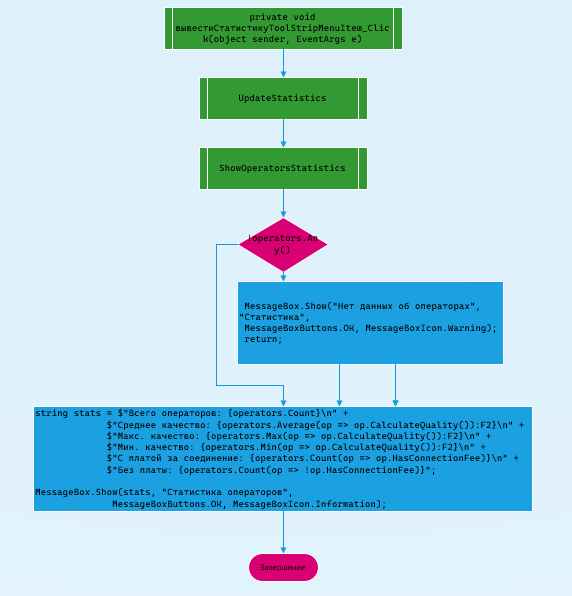 private void
вывестиСтатистикуToolStripMenuItem_Clic
k(object sender, EventArgs e)
UpdateStatistics
ShowOperatorsStatistics
!operators.An
y()
MessageBox.Show("Нет данных об операторах",
"Статистика",
MessageBoxButtons.OK, MessageBoxIcon.Warning);
return;
string stats = $"Всего операторов: {operators.Count}\n" +
$"Среднее качество: {operators.Average(op => op.CalculateQuality()):F2}\n" +
$"Макс. качество: {operators.Max(op => op.CalculateQuality()):F2}\n" +
$"Мин. качество: {operators.Min(op => op.CalculateQuality()):F2}\n" +
$"С платой за соединение: {operators.Count(op => op.HasConnectionFee)}\n" +
$"Без платы: {operators.Count(op => !op.HasConnectionFee)}";
MessageBox.Show(stats, "Статистика операторов",
MessageBoxButtons.OK, MessageBoxIcon.Information);
Завершение